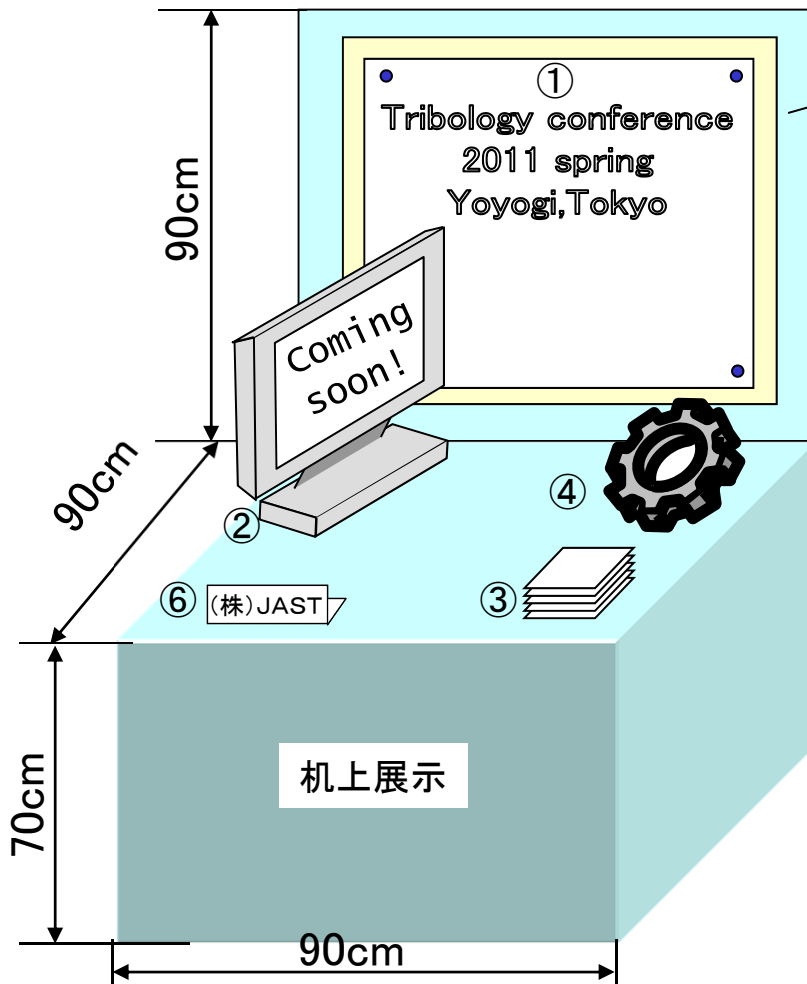 ①
Tribology conference
2011 spring
Yoyogi,Tokyo
90cm
Coming
soon!
90cm
④
②
⑥ (株)JAST
③
机上展示
70cm
90cm